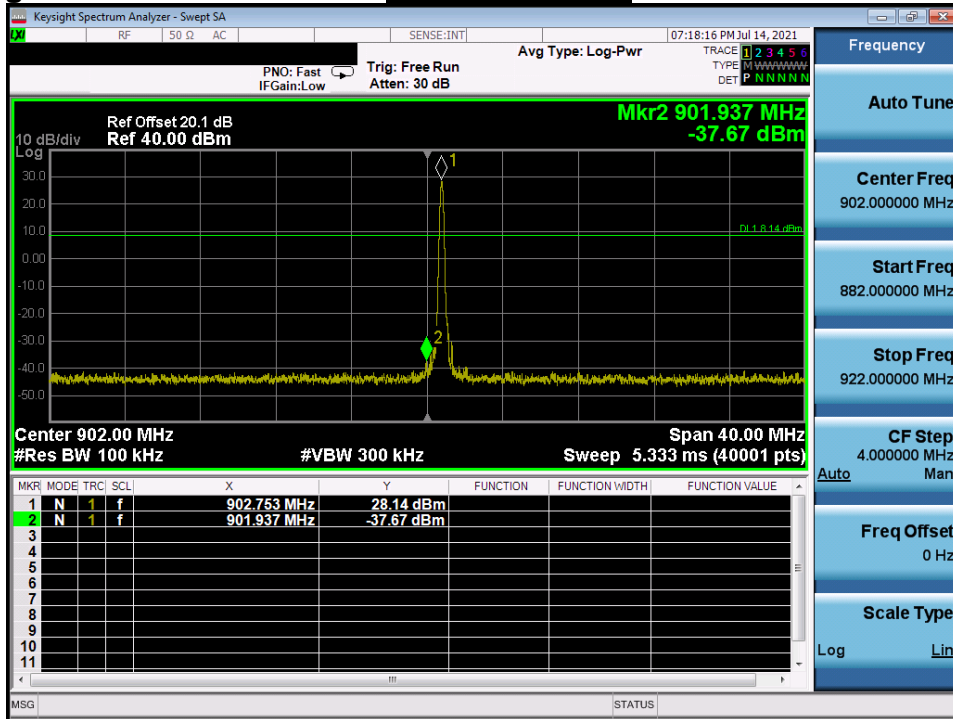 Keysight Spectrum Analyzer - Swept SA
LXI RF 50 Ω AC SENSE:INT 07:18:16 PM Jul 14, 2021
Avg Type: Log-Pwr TRACE 1 2 3 4 5 6
PNO: Fast Trig: Free Run TYPE M WWWWW
IFGain:Low Atten: 30 dB DET P N N N N N
Mkr2 901.937 MHz
Ref Offset 20.1 dB -37.67 dBm
10 dB/div Ref 40.00 dBm
Log
1
30.0
20.0
10.0
DL1 8.14 dBm
0.00
-10.0
-20.0
-30.0
2
-40.0
-50.0
Center 902.00 MHz Span 40.00 MHz
#Res BW 100 kHz #VBW 300 kHz Sweep 5.333 ms (40001 pts)
MKR MODE TRC SCL X Y FUNCTION FUNCTION WIDTH FUNCTION VALUE
1 N 1 f 902.753 MHz 28.14 dBm
2 N 1 f 901.937 MHz -37.67 dBm
3
4
5
6
7
8
9
10
11
MSG STATUS
Frequency
Auto Tune
Center Freq
902.000000 MHz
Start Freq
882.000000 MHz
Stop Freq
922.000000 MHz
CF Step
4.000000 MHz
Auto Man
Freq Offset
0 Hz
Scale Type
Log Lin